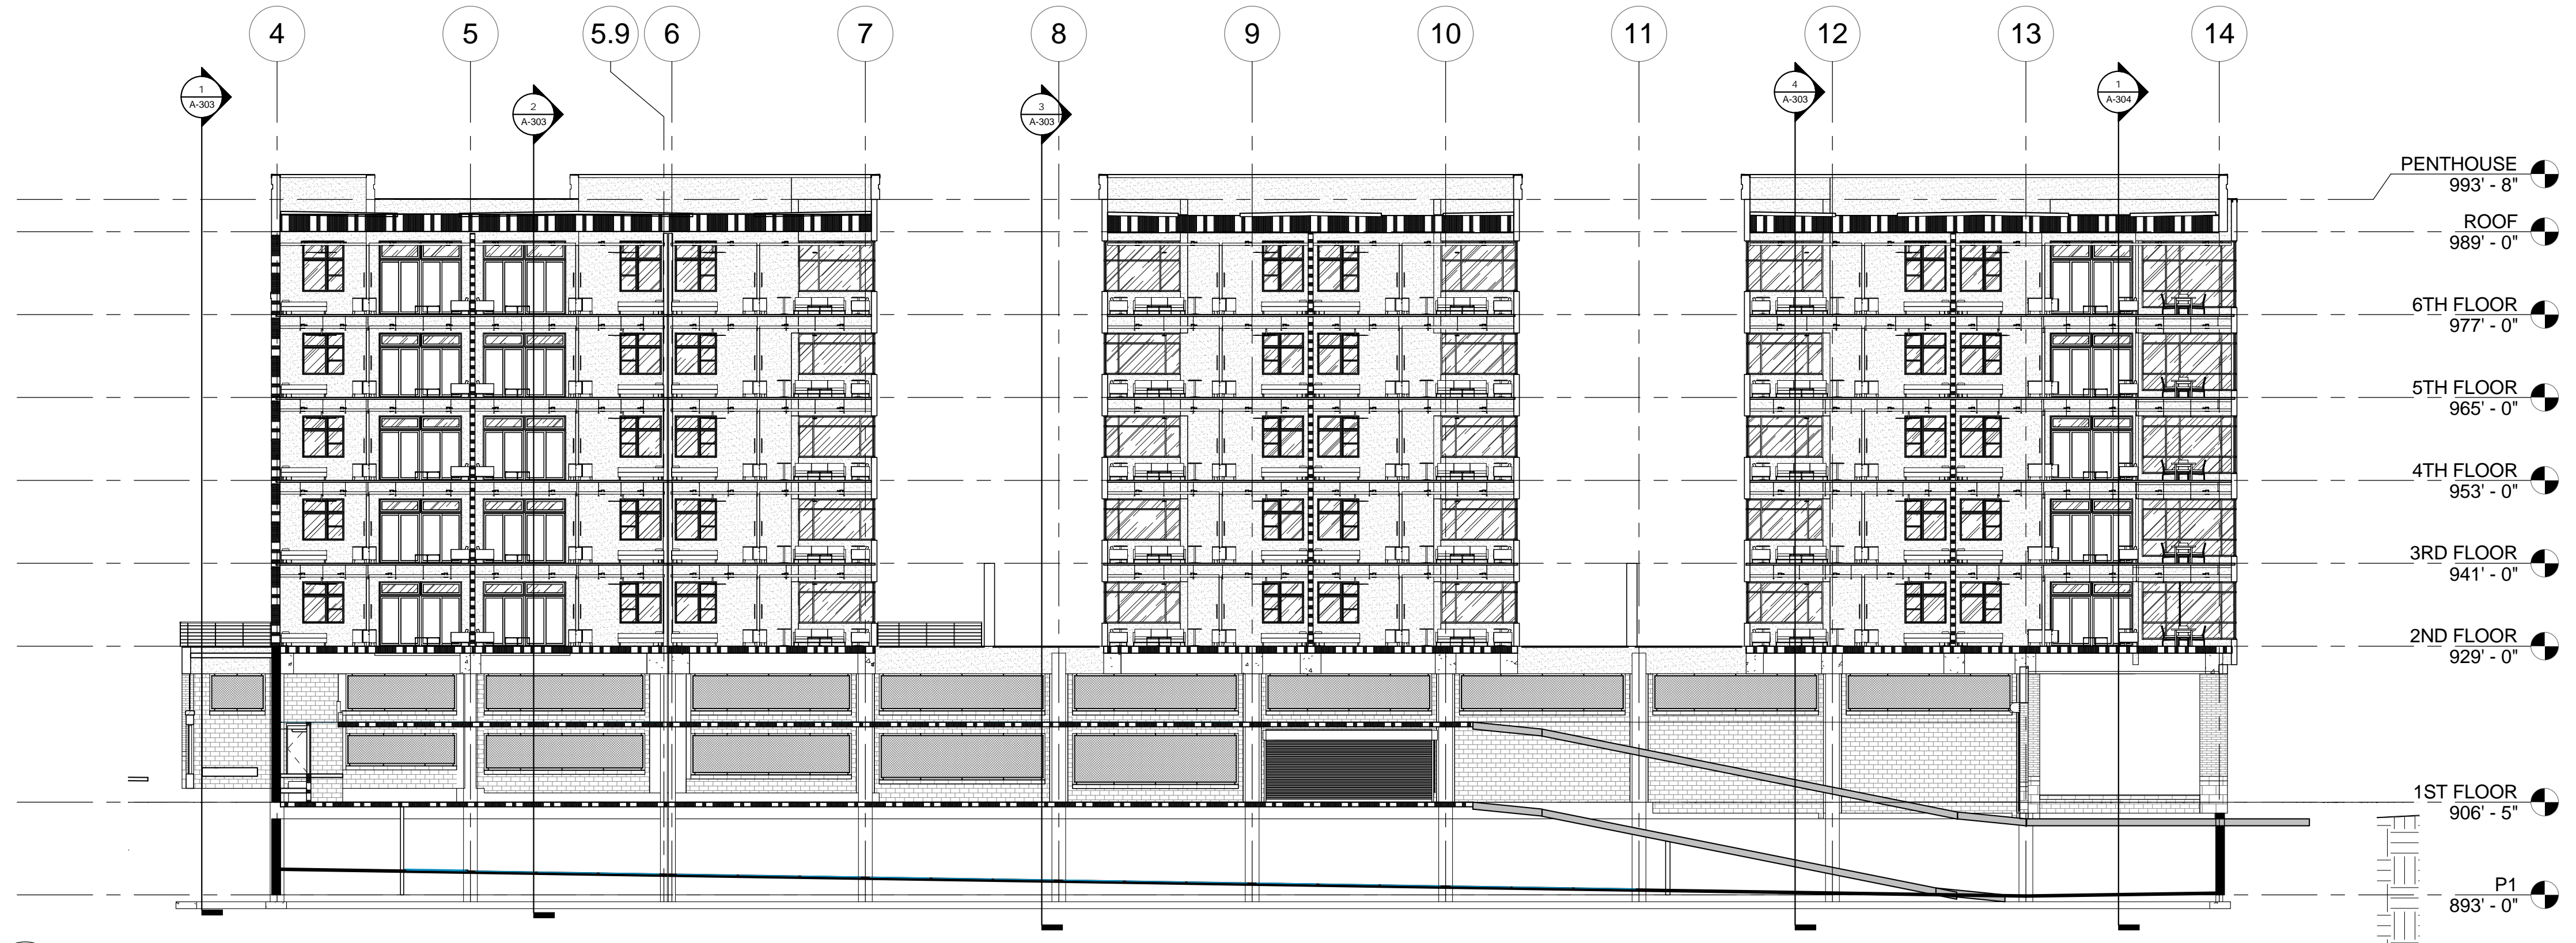 4
5
5.9
6
7
8
9
10
11
12
13
14
1
A-303
2
A-303
3
A-303
4
A-303
1
A-304
PENTHOUSE
993' - 8"
ROOF
989' - 0"
6TH FLOOR
977' - 0"
5TH FLOOR
965' - 0"
4TH FLOOR
953' - 0"
3RD FLOOR
941' - 0"
2ND FLOOR
929' - 0"
1ST FLOOR
906' - 5"
P1
893' - 0"